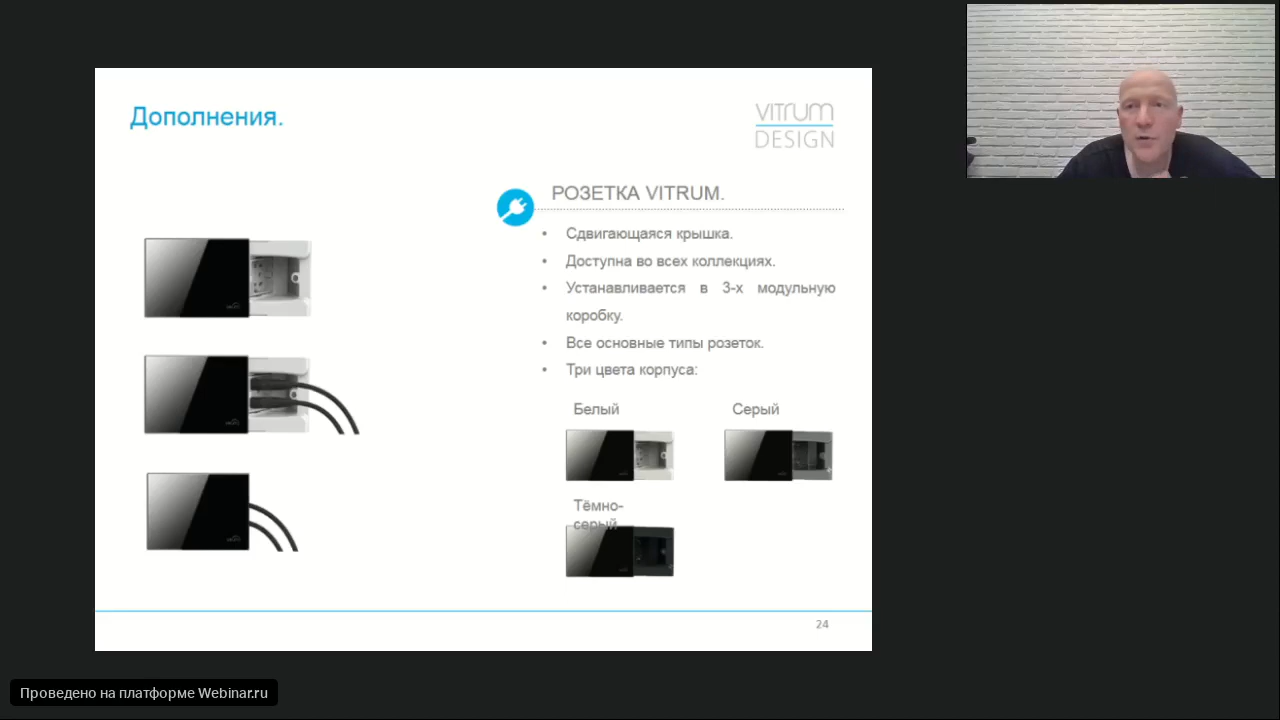 Дополнения.
VITRUM
DESIGN
РОЗЕТКА VITRUM.
• Сдвигающаяся крышка.
• Доступна во всех коллекциях.
• Устанавливается в 3-х модульную
коробку.
• Все основные типы розеток.
• Три цвета корпуса:
Белый
Серый
Тёмно-
серый
24
Проведено на платформе Webinar.ru